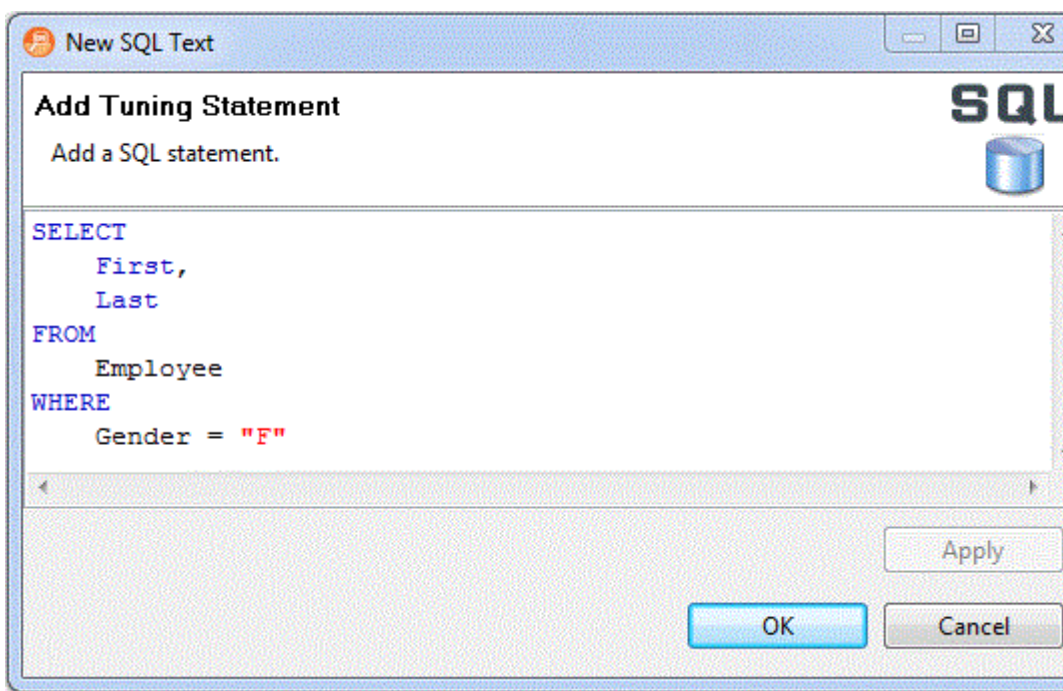 New SQL Text
Add Tuning Statement
SQL
Add a SQL statement.
SELECT
    First,
    Last
FROM
    Employee
WHERE
    Gender = "F"
Apply
OK
Cancel